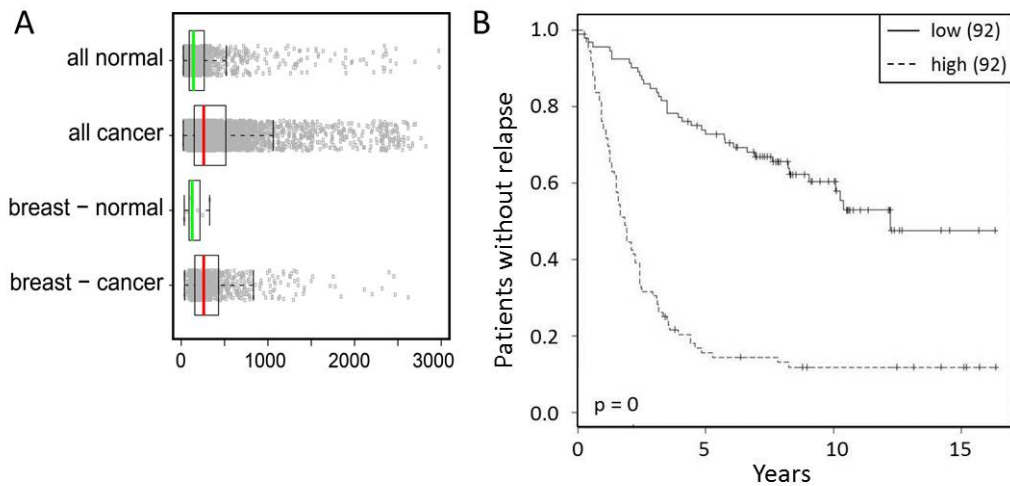 A
all normal
all cancer
breast − normal
breast − cancer
0 1000 2000 3000
B
Patients without relapse
1.0
0.8
0.6
0.4
0.2
0.0
low (92)
high (92)
p = 0
0 5 10 15
Years